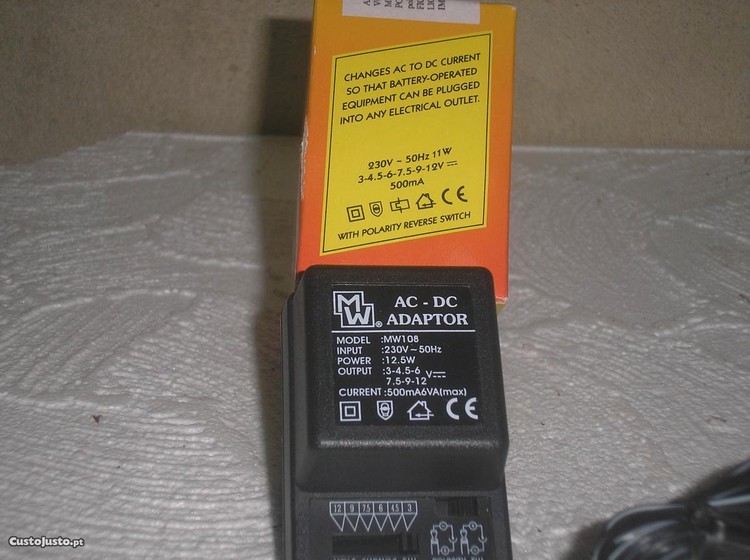 CHANGES AC TO DC CURRENT
SO THAT BATTERY-OPERATED
EQUIPMENT CAN BE PLUGGED
INTO ANY ELECTRICAL OUTLET.
230V ~ 50Hz 11W
3-4.5-6-7.5-9-12V ⎓
500mA
CE
WITH POLARITY REVERSE SWITCH
MW®
AC - DC
ADAPTOR
MODEL :MW108
INPUT :230V~50Hz
POWER :12.5W
OUTPUT :3-4.5-6
7.5-9-12 V⎓
CURRENT :500mA6VA(max)
CE
12 9 7.5 6 4.5 3
CustoJusto.pt